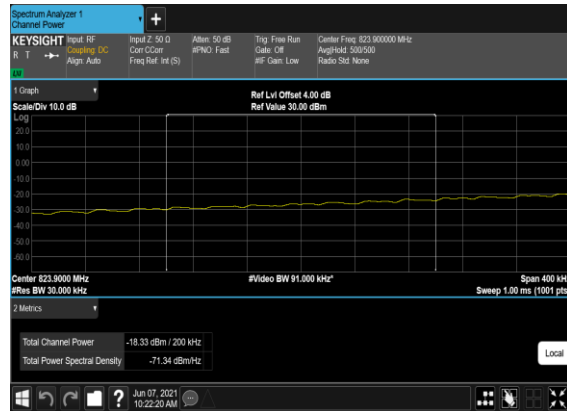 Spectrum Analyzer 1
Channel Power
+
KEYSIGHT Input: RF
R T Coupling: DC
Align: Auto
Input Z: 50 Ω
Corr CCorr
Freq Ref: Int (S)
Atten: 50 dB
#PNO: Fast
Trig: Free Run
Gate: Off
#IF Gain: Low
Center Freq: 823.900000 MHz
Avg|Hold: 500/500
Radio Std: None
LV
1 Graph
Scale/Div 10.0 dB
Ref Lvl Offset 4.00 dB
Ref Value 30.00 dBm
Log
20.0
10.0
0.00
-10.0
-20.0
-30.0
-40.0
-50.0
-60.0
Center 823.9000 MHz
#Res BW 30.000 kHz
#Video BW 91.000 kHz*
Span 400 kH
Sweep 1.00 ms (1001 pts
2 Metrics
Total Channel Power -18.33 dBm / 200 kHz
Total Power Spectral Density -71.34 dBm/Hz
Local
?
Jun 07, 2021
10:22:20 AM